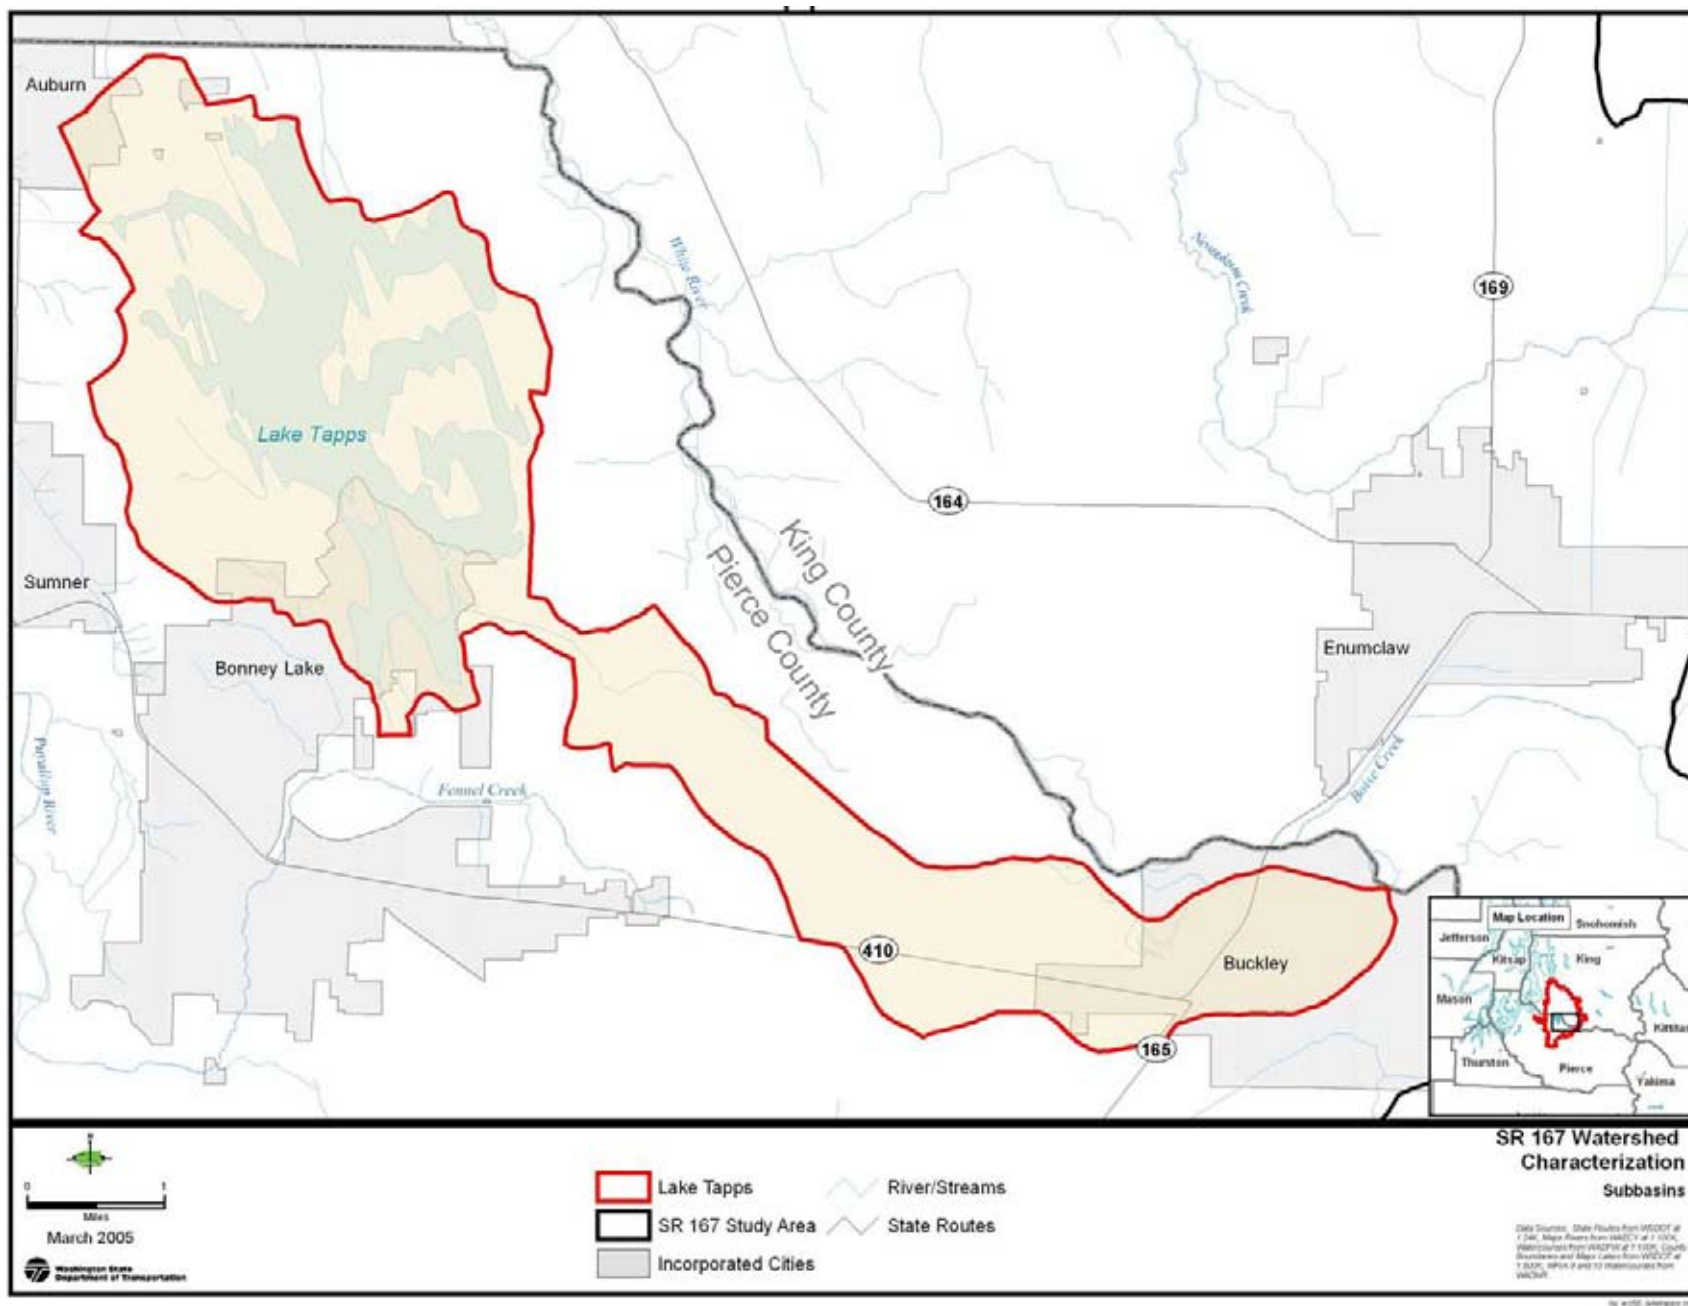 Auburn
White River
Newaukum Creek
169
Lake Tapps
164
King County
Pierce County
Sumner
Bonney Lake
Enumclaw
Puyallup River
Fennel Creek
Boise Creek
410
Buckley
165
Map Location
Snohomish
Jefferson
Kitsap
King
Mason
Kittitas
Thurston
Pierce
Yakima
N
0 1
Miles
March 2005
Washington State
Department of Transportation
Lake Tapps
SR 167 Study Area
Incorporated Cities
River/Streams
State Routes
SR 167 Watershed
Characterization
Subbasins